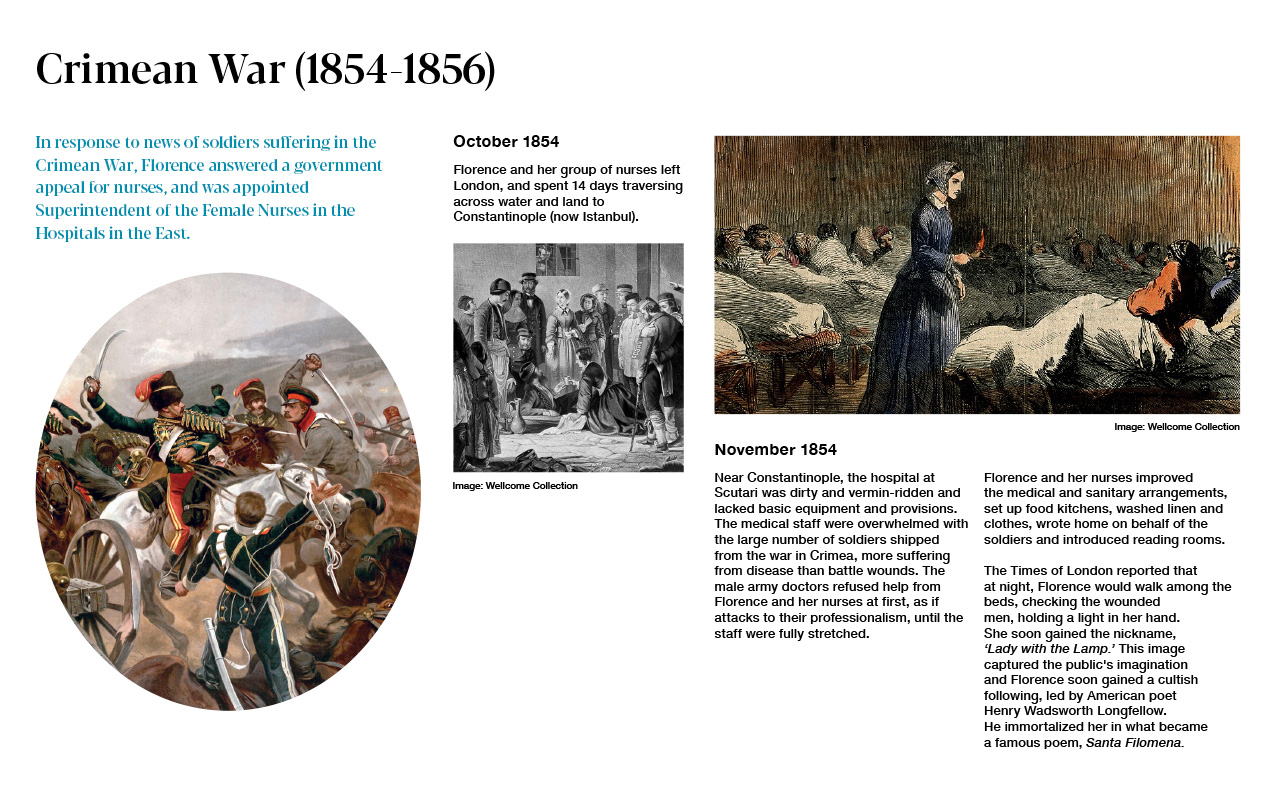 Crimean War (1854-1856)
In response to news of soldiers suffering in the
Crimean War, Florence answered a government
appeal for nurses, and was appointed
Superintendent of the Female Nurses in the
Hospitals in the East.
October 1854
Florence and her group of nurses left
London, and spent 14 days traversing
across water and land to
Constantinople (now Istanbul).
Image: Wellcome Collection
Image: Wellcome Collection
November 1854
Near Constantinople, the hospital at
Scutari was dirty and vermin-ridden and
lacked basic equipment and provisions.
The medical staff were overwhelmed with
the large number of soldiers shipped
from the war in Crimea, more suffering
from disease than battle wounds. The
male army doctors refused help from
Florence and her nurses at first, as if
attacks to their professionalism, until the
staff were fully stretched.
Florence and her nurses improved
the medical and sanitary arrangements,
set up food kitchens, washed linen and
clothes, wrote home on behalf of the
soldiers and introduced reading rooms.
The Times of London reported that
at night, Florence would walk among the
beds, checking the wounded
men, holding a light in her hand.
She soon gained the nickname,
‘Lady with the Lamp.’ This image
captured the public's imagination
and Florence soon gained a cultish
following, led by American poet
Henry Wadsworth Longfellow.
He immortalized her in what became
a famous poem, Santa Filomena.